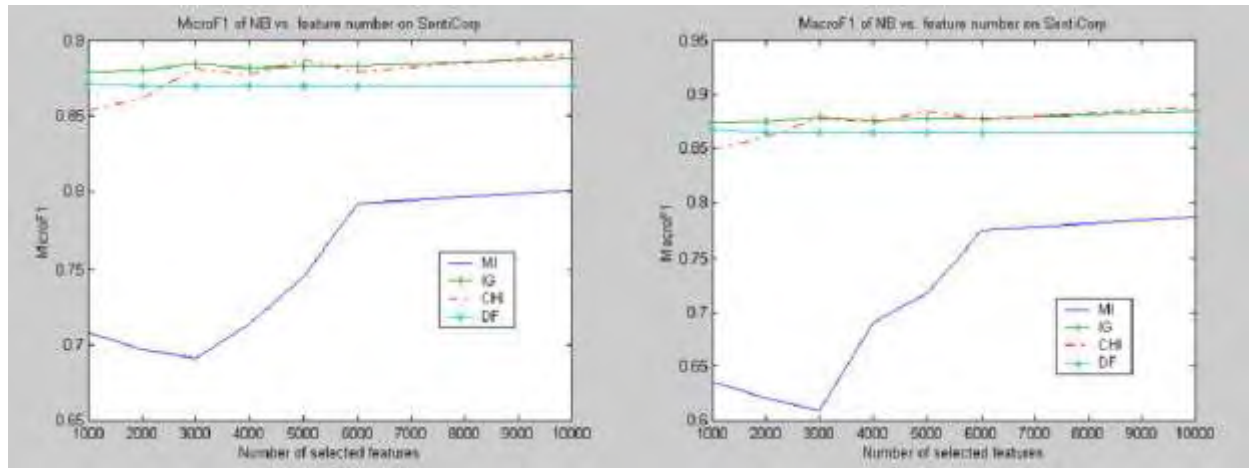 MicroF1 of NB vs. feature number on SentiCorp
0.9
0.85
0.8
0.75
0.7
0.65
MicroF1
MI
IG
CHI
DF
1000 2000 3000 4000 5000 6000 7000 8000 9000 10000
Number of selected features
MacroF1 of NB vs. feature number on SentiCorp
0.95
0.9
0.85
0.8
0.75
0.7
0.65
0.6
MacroF1
MI
IG
CHI
DF
1000 2000 3000 4000 5000 6000 7000 8000 9000 10000
Number of selected features